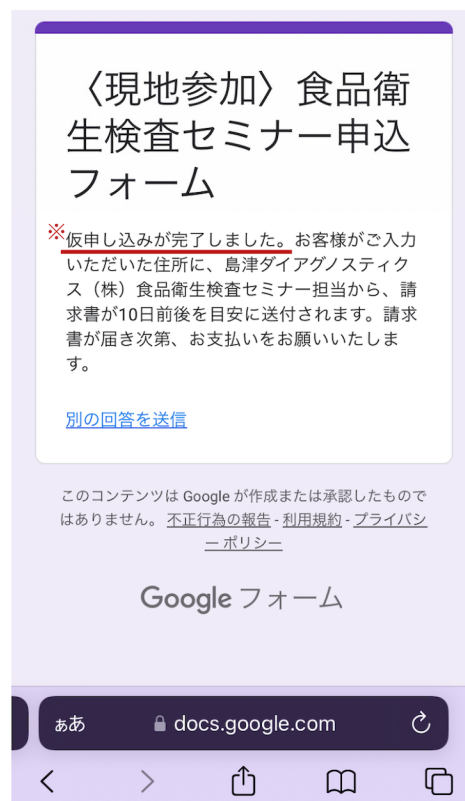 〈現地参加〉食品衛
生検査セミナー申込
フォーム
※仮申し込みが完了しました。お客様がご入力
いただいた住所に、島津ダイアグノスティク
ス（株）食品衛生検査セミナー担当から、請
求書が10日前後を目安に送付されます。請求
書が届き次第、お支払いをお願いいたしま
す。
別の回答を送信
このコンテンツは Google が作成または承認したもので
はありません。 不正行為の報告 - 利用規約 - プライバシ
ー ポリシー
Google フォーム
ぁあ docs.google.com